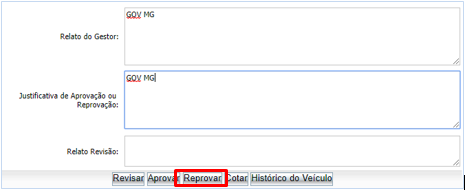 GOV MG
Relato do Gestor:
GOV MG
Justificativa de Aprovação ou
Reprovação:
Relato Revisão:
Revisar Aprovar Reprovar Cotar Histórico do Veículo